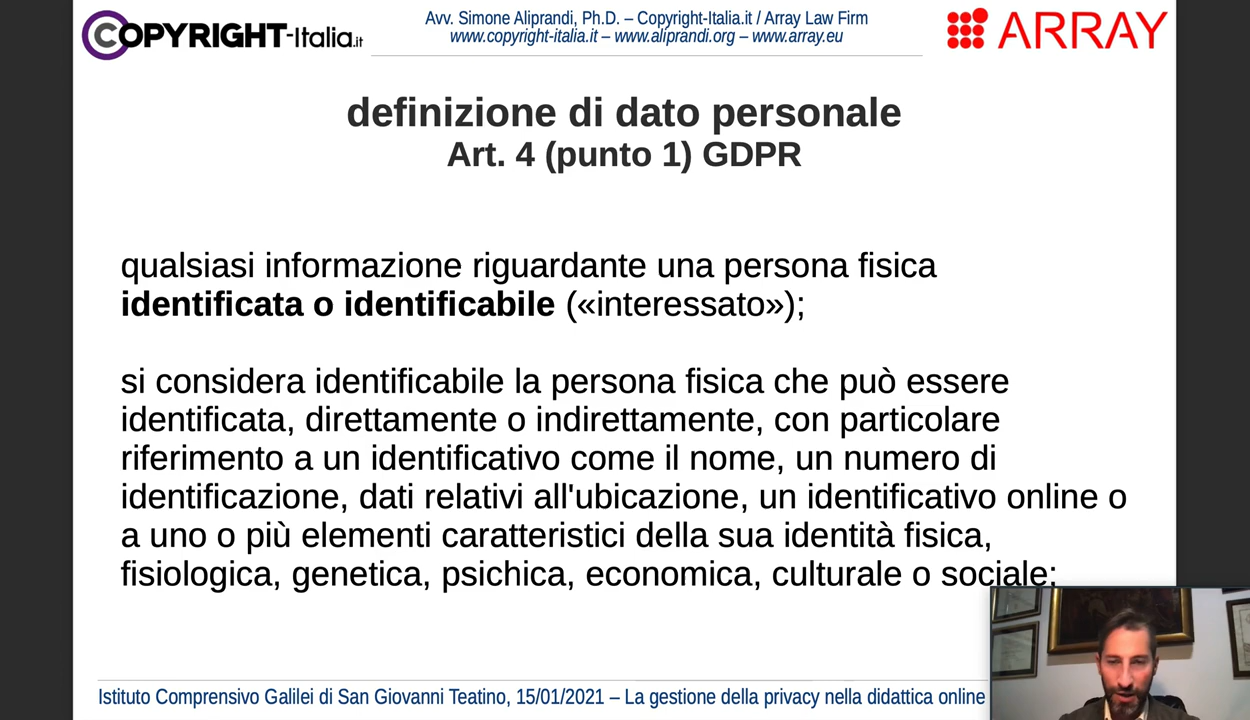 COPYRIGHT-Italia.it
Avv. Simone Aliprandi, Ph.D. – Copyright-Italia.it / Array Law Firm
www.copyright-italia.it – www.aliprandi.org – www.array.eu
ARRAY
definizione di dato personale
Art. 4 (punto 1) GDPR
qualsiasi informazione riguardante una persona fisica
identificata o identificabile («interessato»);
si considera identificabile la persona fisica che può essere
identificata, direttamente o indirettamente, con particolare
riferimento a un identificativo come il nome, un numero di
identificazione, dati relativi all'ubicazione, un identificativo online o
a uno o più elementi caratteristici della sua identità fisica,
fisiologica, genetica, psichica, economica, culturale o sociale;
Istituto Comprensivo Galilei di San Giovanni Teatino, 15/01/2021 – La gestione della privacy nella didattica online